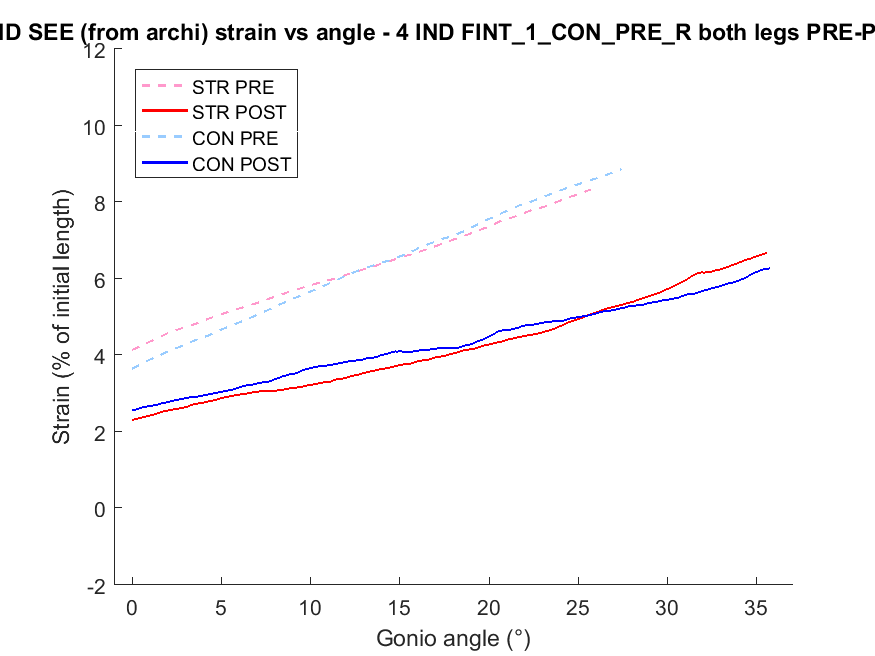 ND SEE (from archi) strain vs angle - 4 IND FINT_1_CON_PRE_R both legs PRE-P
12
10
8
6
4
2
0
-2
STR PRE
STR POST
CON PRE
CON POST
Strain (% of initial length)
0 5 10 15 20 25 30 35
Gonio angle (°)